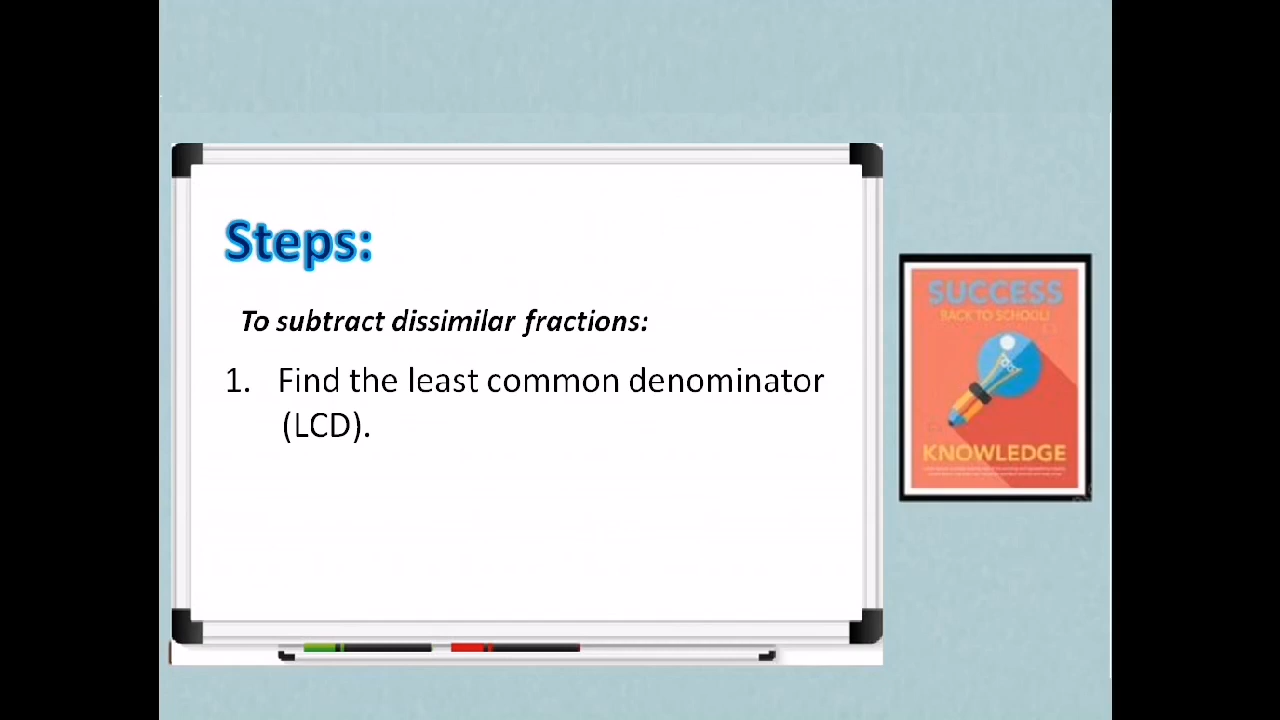 Steps:
To subtract dissimilar fractions:
1. Find the least common denominator
(LCD).
SUCCESS
BACK TO SCHOOL!
KNOWLEDGE